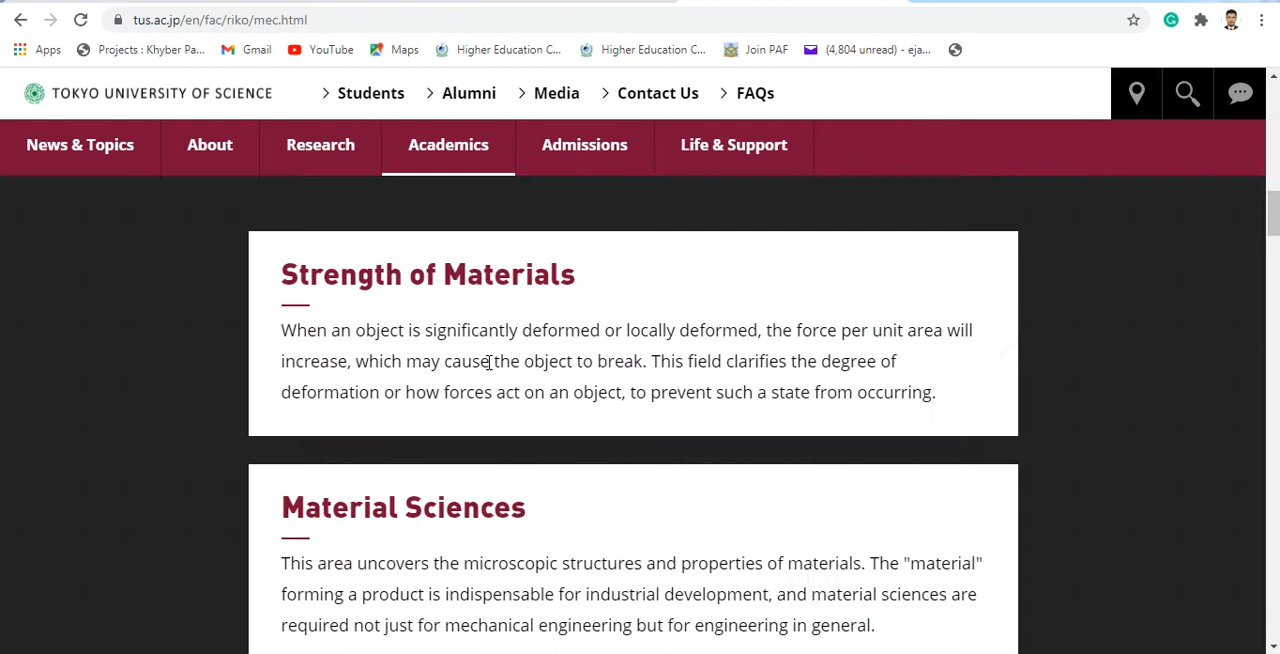 tus.ac.jp/en/fac/riko/mec.html
Apps Projects : Khyber Pa... Gmail YouTube Maps Higher Education C... Higher Education C... Join PAF (4,804 unread) - eja...
TOKYO UNIVERSITY OF SCIENCE Students Alumni Media Contact Us FAQs
News & Topics About Research Academics Admissions Life & Support
Strength of Materials
When an object is significantly deformed or locally deformed, the force per unit area will
increase, which may cause the object to break. This field clarifies the degree of
deformation or how forces act on an object, to prevent such a state from occurring.
Material Sciences
This area uncovers the microscopic structures and properties of materials. The "material"
forming a product is indispensable for industrial development, and material sciences are
required not just for mechanical engineering but for engineering in general.